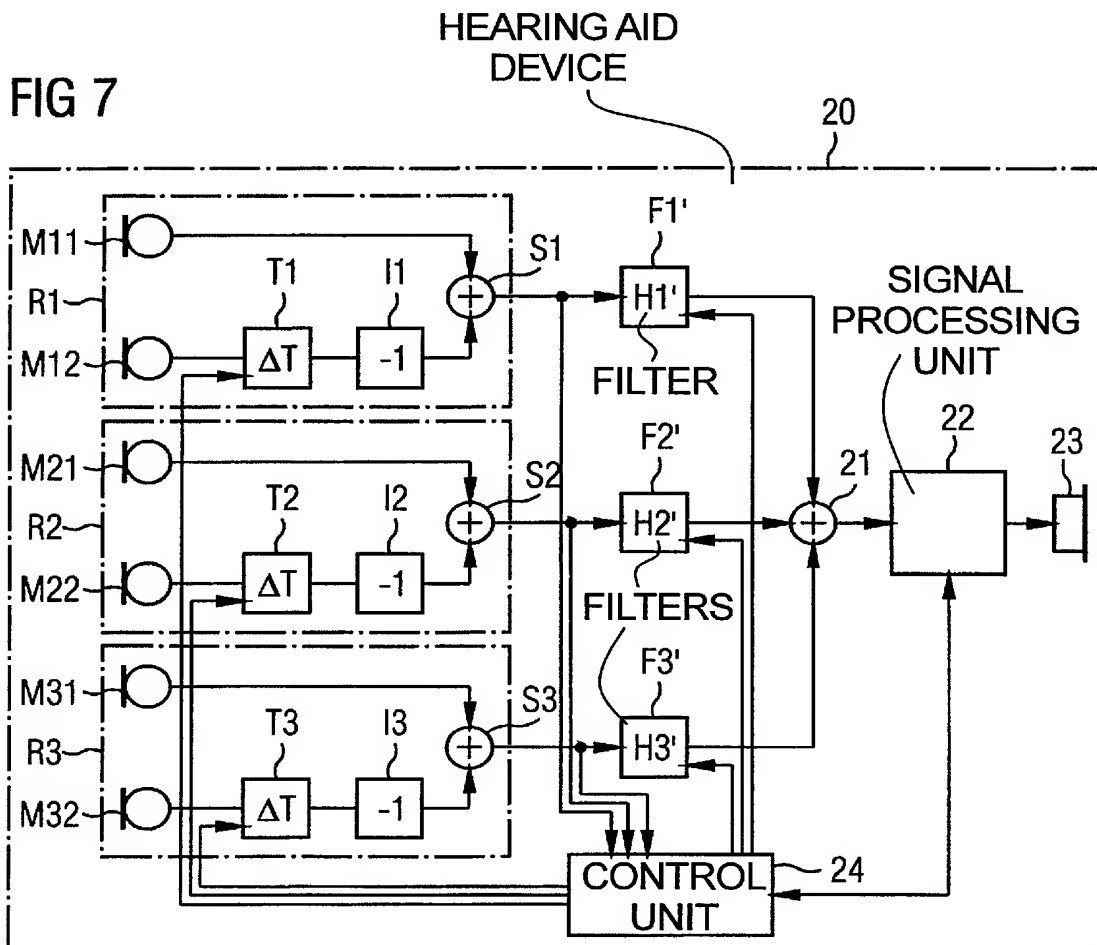 HEARING AID
DEVICE
FIG 7
20
M11
R1
M12
T1
ΔT
I1
-1
S1
+
F1'
H1'
FILTER
SIGNAL
PROCESSING
UNIT
M21
R2
M22
T2
ΔT
I2
-1
S2
+
F2'
H2'
FILTERS
21
+
22
23
M31
R3
M32
T3
ΔT
I3
-1
S3
+
F3'
H3'
CONTROL
UNIT
24